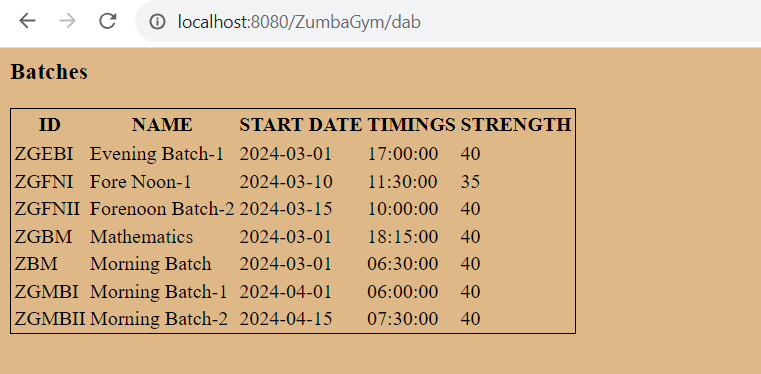 localhost:8080/ZumbaGym/dab
Batches
ID NAME START DATE TIMINGS STRENGTH
ZGEBI Evening Batch-1 2024-03-01 17:00:00 40
ZGFNI Fore Noon-1 2024-03-10 11:30:00 35
ZGFNII Forenoon Batch-2 2024-03-15 10:00:00 40
ZGBM Mathematics 2024-03-01 18:15:00 40
ZBM Morning Batch 2024-03-01 06:30:00 40
ZGMBI Morning Batch-1 2024-04-01 06:00:00 40
ZGMBII Morning Batch-2 2024-04-15 07:30:00 40